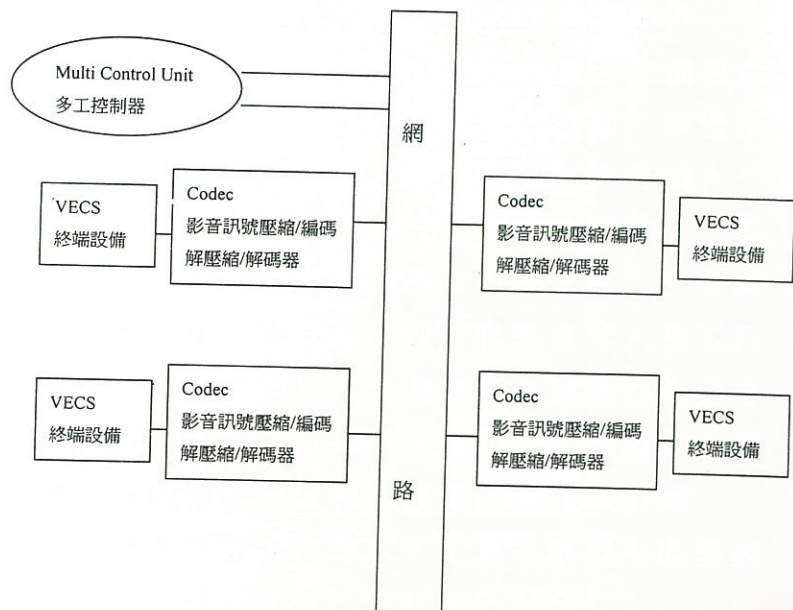 Multi Control Unit
多工控制器
網
VECS
終端設備
Codec
影音訊號壓縮/編碼
解壓縮/解碼器
Codec
影音訊號壓縮/編碼
解壓縮/解碼器
VECS
終端設備
VECS
終端設備
Codec
影音訊號壓縮/編碼
解壓縮/解碼器
Codec
影音訊號壓縮/編碼
解壓縮/解碼器
VECS
終端設備
路